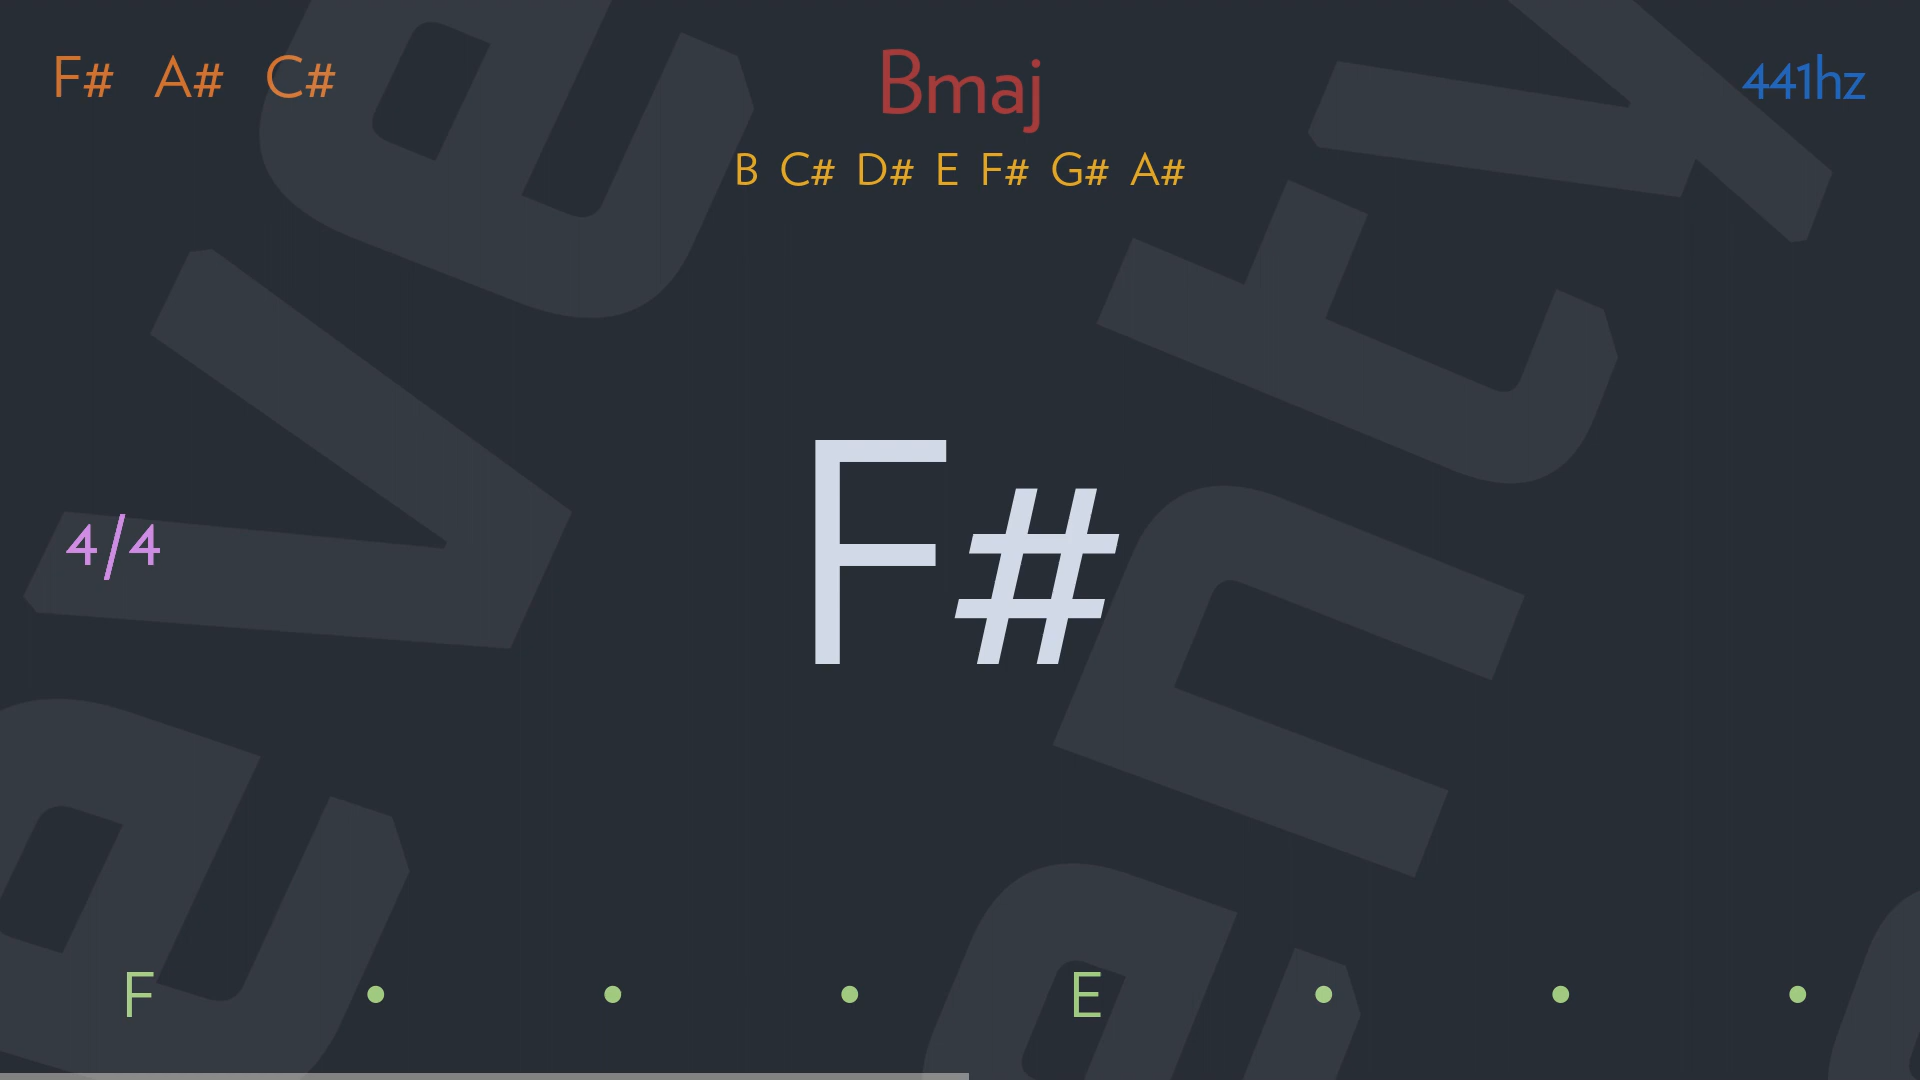 F# A# C#
Bmaj
441hz
B C# D# E F# G# A#
F#
4/4
F • • • E • • •